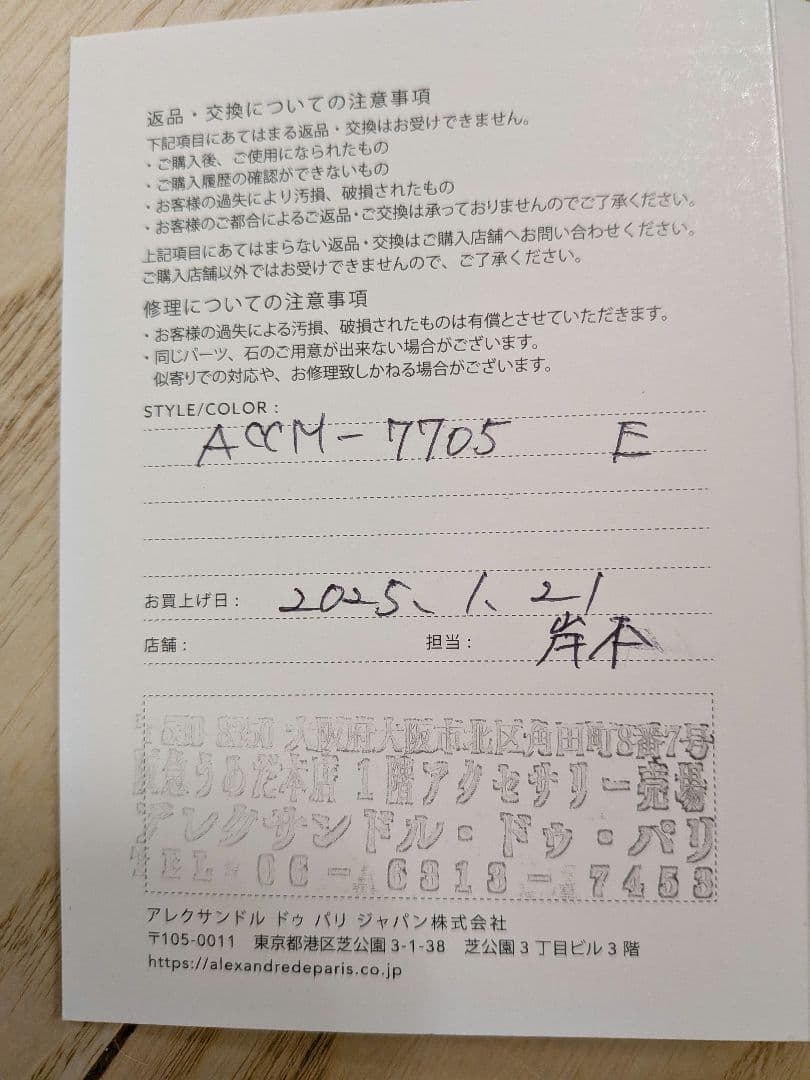 返品・交換についての注意事項
下記項目にあてはまる返品・交換はお受けできません。
・ご購入後、ご使用になられたもの
・ご購入履歴の確認ができないもの
・お客様の過失により汚損、破損されたもの
・お客様のご都合によるご返品・ご交換は承っておりませんのでご了承ください。
上記項目にあてはまらない返品・交換はご購入店舗へお問い合わせください。
ご購入店舗以外ではお受けできませんので、ご了承ください。
修理についての注意事項
・お客様の過失による汚損、破損されたものは有償とさせていただきます。
・同じパーツ、石のご用意が出来ない場合がございます。
似寄りでの対応や、お修理致しかねる場合がございます。
STYLE/COLOR :
ACCM-7705 E
お買上げ日: 2025、1、21
店舗: 担当: 岸本
〒530-8350 大阪府大阪市北区角田町8番7号
阪急うめだ本店 1階アクセサリー売場
アレクサンドル・ドゥ・パリ
TEL・06-6313-7453
アレクサンドル ドゥ パリ ジャパン株式会社
〒105-0011 東京都港区芝公園3-1-38 芝公園3丁目ビル3階
https://alexandredeparis.co.jp